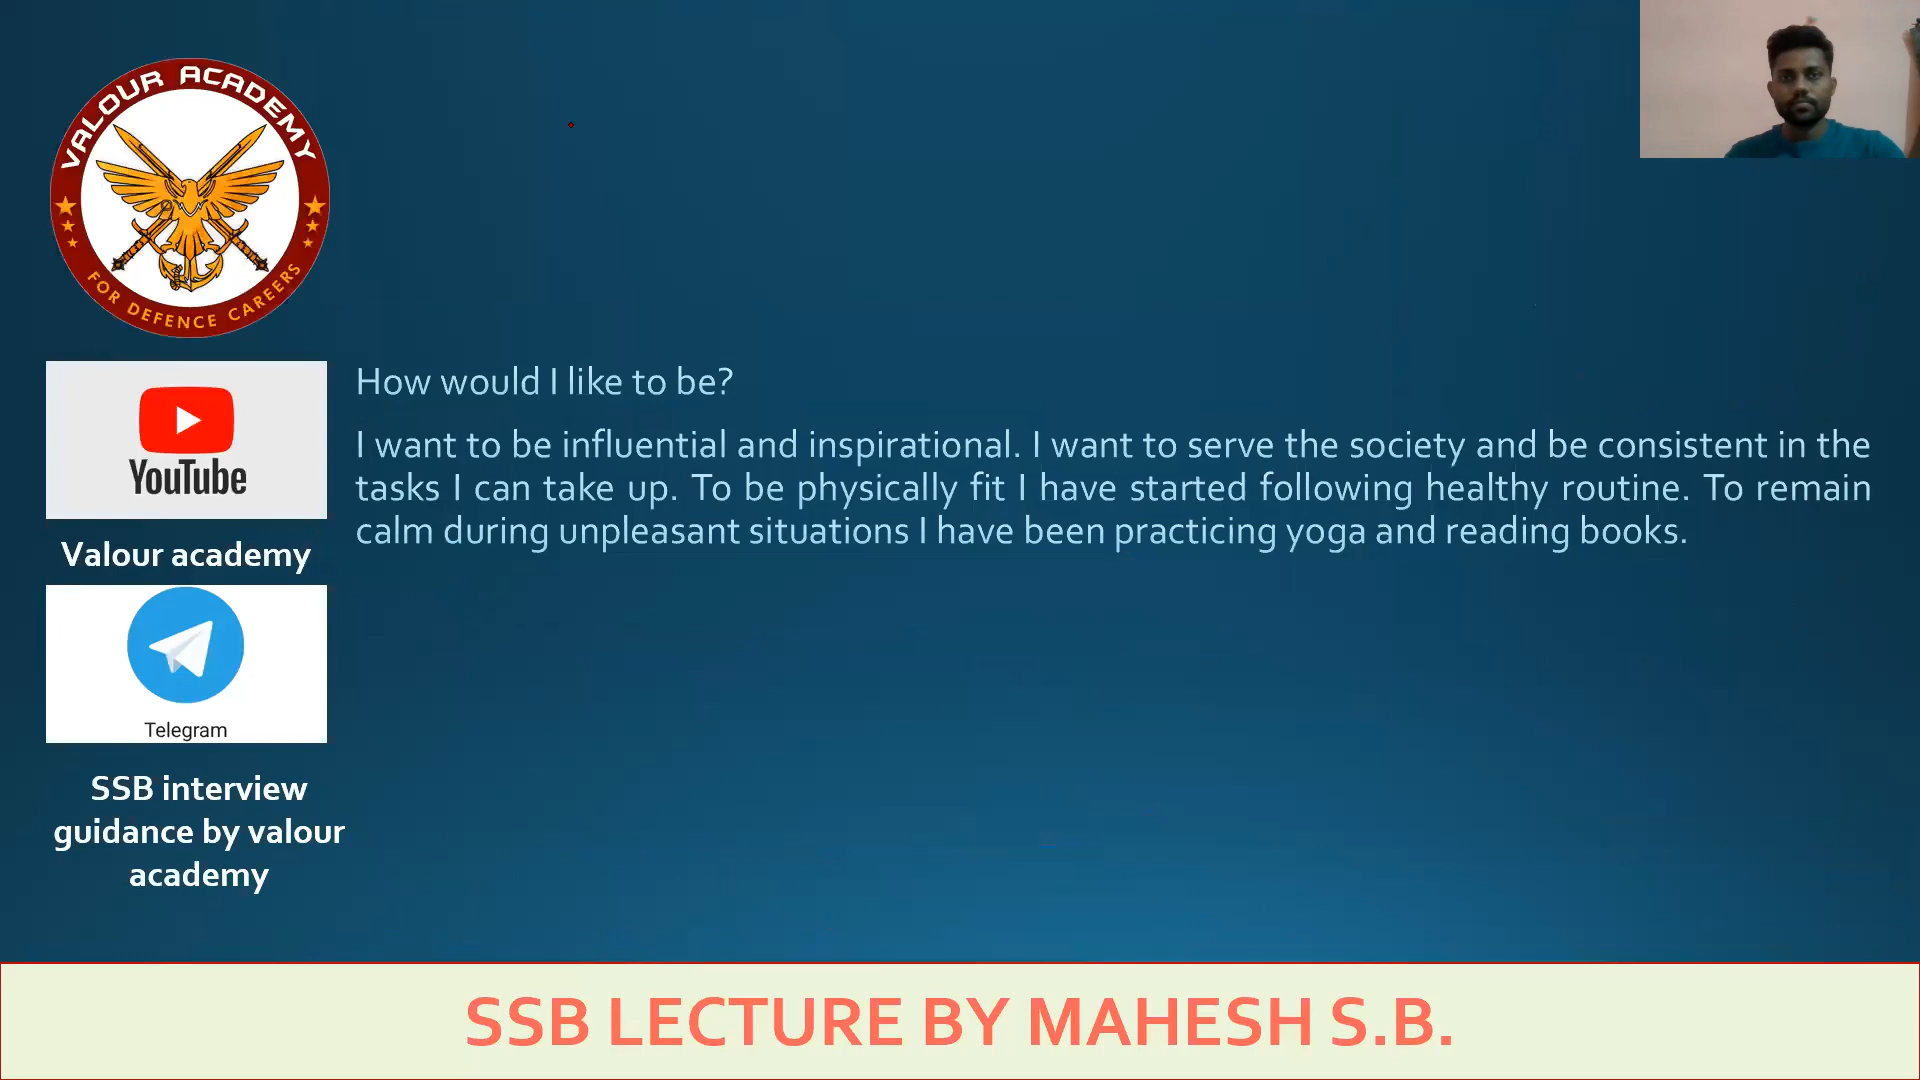 VALOUR ACADEMY
FOR DEFENCE CAREERS
YouTube
Valour academy
Telegram
SSB interview
guidance by valour
academy
How would I like to be?
I want to be influential and inspirational. I want to serve the society and be consistent in the
tasks I can take up. To be physically fit I have started following healthy routine. To remain
calm during unpleasant situations I have been practicing yoga and reading books.
SSB LECTURE BY MAHESH S.B.